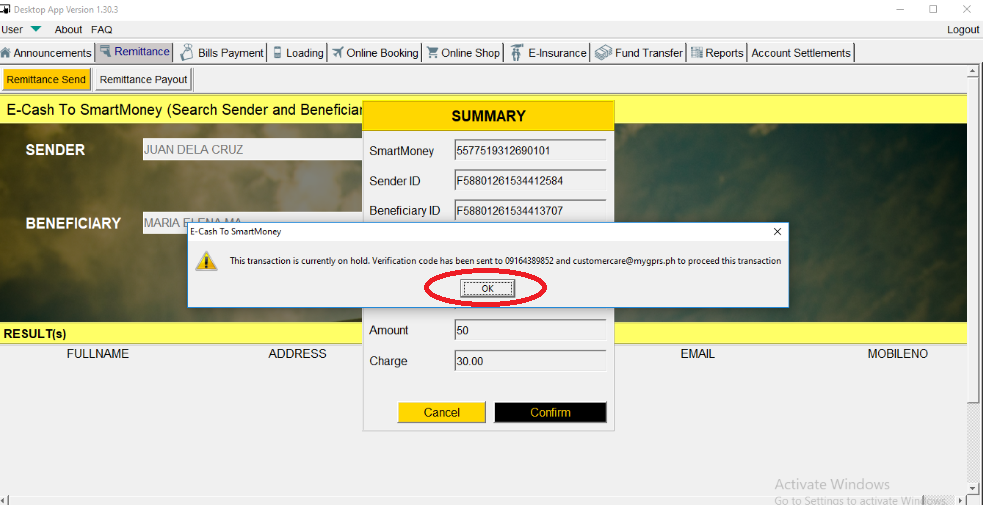 Desktop App Version 1.30.3
User About FAQ Logout
Announcements Remittance Bills Payment Loading Online Booking Online Shop E-Insurance Fund Transfer Reports Account Settlements
Remittance Send Remittance Payout
E-Cash To SmartMoney (Search Sender and Beneficiar
SUMMARY
SENDER JUAN DELA CRUZ
SmartMoney 5577519312690101
Sender ID F58801261534412584
Beneficiary ID F58801261534413707
BENEFICIARY MARIA ELENA MA
E-Cash To SmartMoney
This transaction is currently on hold. Verification code has been sent to 09164389852 and customercare@mygprs.ph to proceed this transaction
OK
Amount 50
RESULT(s)
FULLNAME ADDRESS EMAIL MOBILENO
Charge 30.00
Cancel Confirm
Activate Windows
Go to Settings to activate Windows.